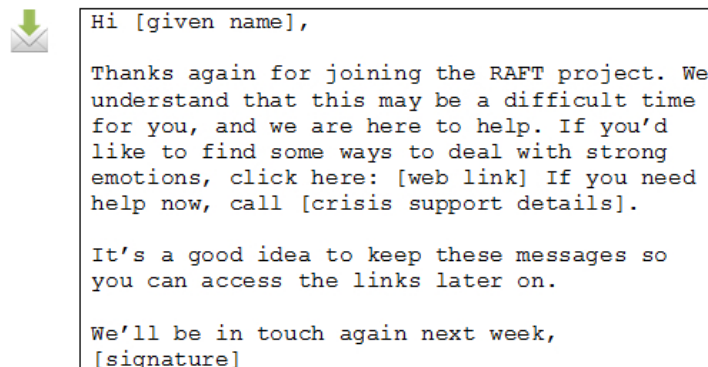 Hi [given name],
Thanks again for joining the RAFT project. We
understand that this may be a difficult time
for you, and we are here to help. If you’d
like to find some ways to deal with strong
emotions, click here: [web link] If you need
help now, call [crisis support details].
It’s a good idea to keep these messages so
you can access the links later on.
We’ll be in touch again next week,
[signature]